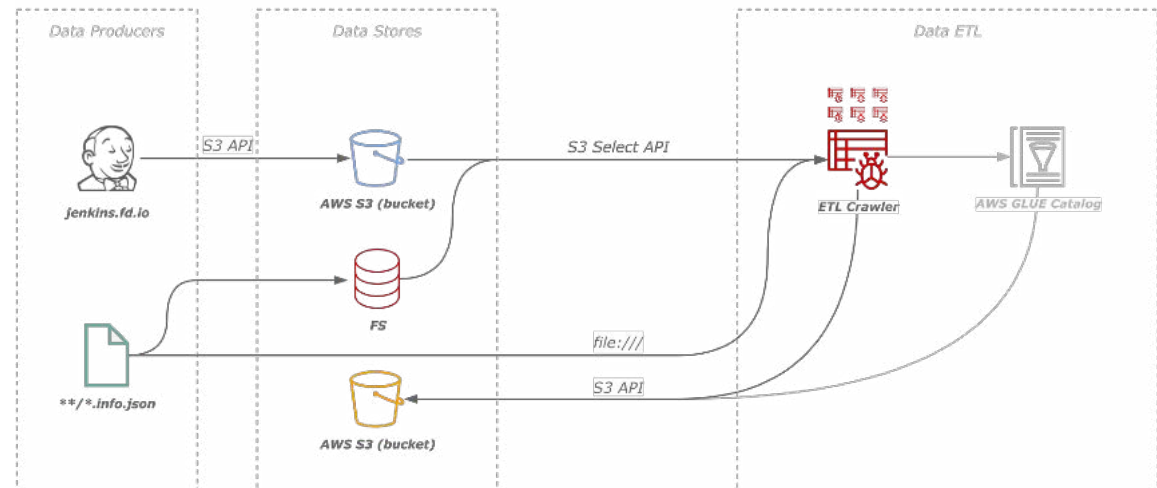 Data Producers
Data Stores
Data ETL
S3 API
S3 Select API
jenkins.fd.io
AWS S3 (bucket)
ETL Crawler
AWS GLUE Catalog
FS
file:///
**/*.info.json
S3 API
AWS S3 (bucket)